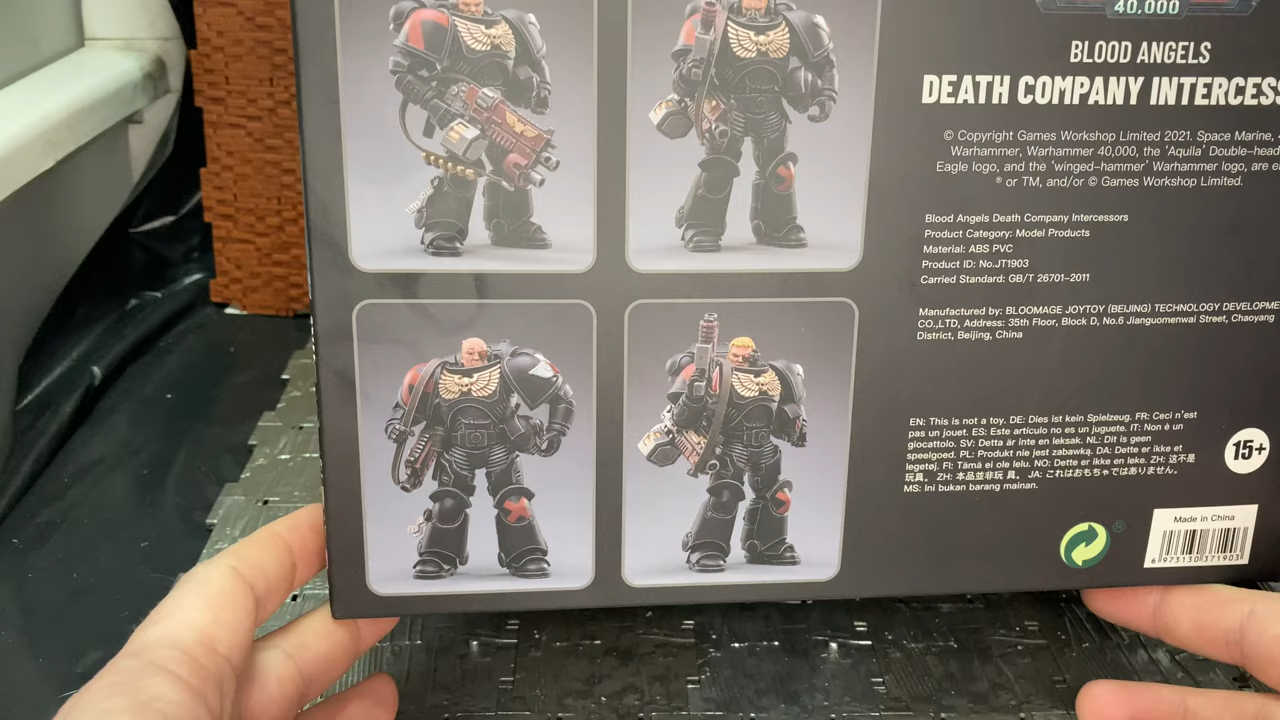 40,000
BLOOD ANGELS
DEATH COMPANY INTERCESS
© Copyright Games Workshop Limited 2021. Space Marine,
Warhammer, Warhammer 40,000, the ‘Aquila’ Double-head
Eagle logo, and the ‘winged-hammer’ Warhammer logo, are e
® or TM, and/or © Games Workshop Limited.
Blood Angels Death Company Intercessors
Product Category: Model Products
Material: ABS PVC
Product ID: No.JT1903
Carried Standard: GB/T 26701-2011
Manufactured by: BLOOMAGE JOYTOY (BEIJING) TECHNOLOGY DEVELOPME
CO.,LTD, Address: 35th Floor, Block D, No.6 Jianguomenwai Street, Chaoyang
District, Beijing, China
EN: This is not a toy. DE: Dies ist kein Spielzeug. FR: Ceci n’est
pas un jouet. ES: Este artículo no es un juguete. IT: Non è un
giocattolo. SV: Detta är inte en leksak. NL: Dit is geen
speelgoed. PL: Produkt nie jest zabawką. DA: Dette er ikke et
legetøj. FI: Tämä ei ole lelu. NO: Dette er ikke en leke. ZH: 这不是
玩具。 ZH: 本品並非玩 具。 JA: これはおもちゃではありません。
MS: Ini bukan barang mainan.
15+
®
Made in China
6 973130 371903